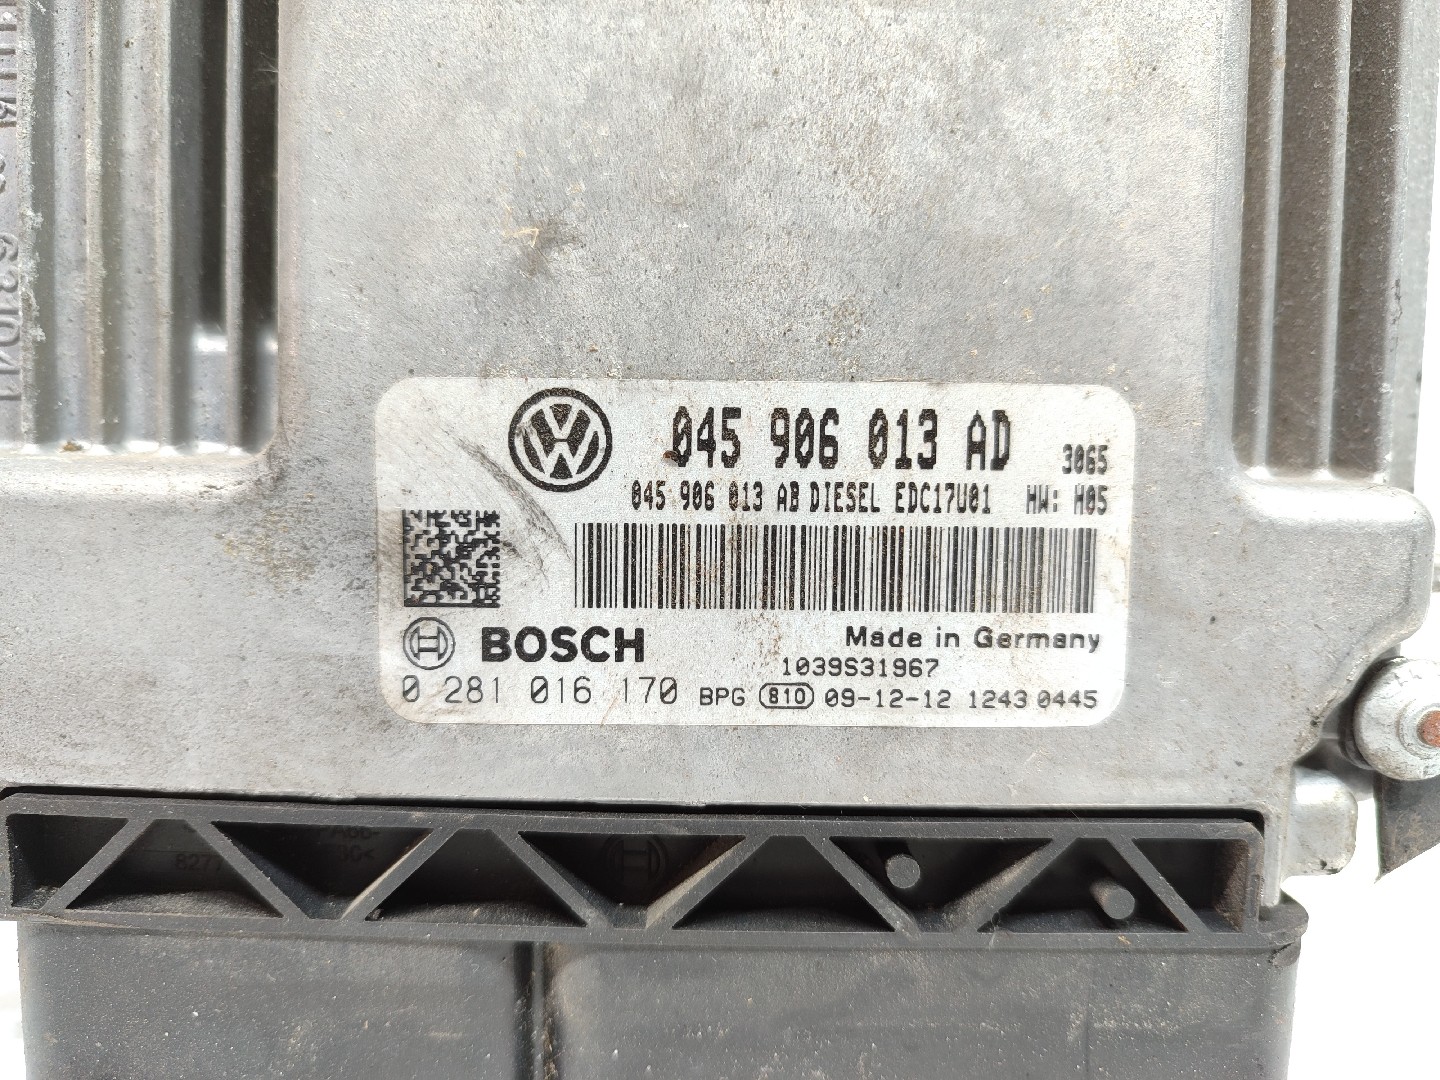 045 906 013 AD 3065
045 906 013 AB DIESEL EDC17U01 HW: H05
BOSCH Made in Germany
1039S31967
0 281 016 170 BPG 810 09-12-12 1243 0445
8277